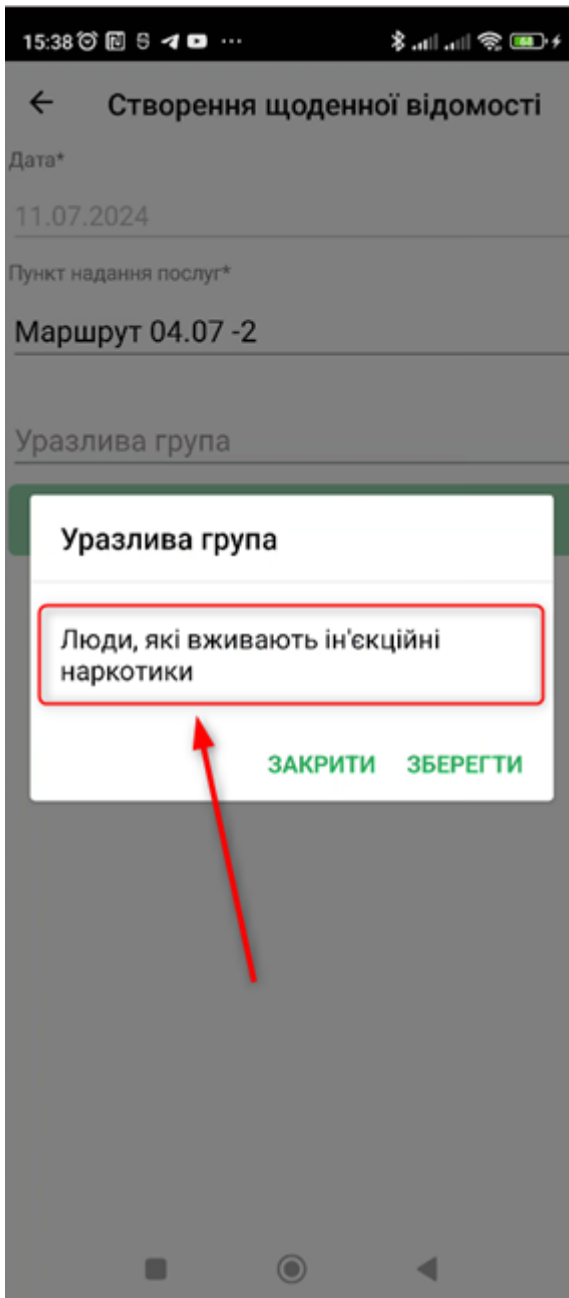 15:38
68
Створення щоденної відомості
Дата*
11.07.2024
Пункт надання послуг*
Маршрут 04.07 -2
Уразлива група
Уразлива група
Люди, які вживають ін'єкційні
наркотики
ЗАКРИТИ ЗБЕРЕГТИ